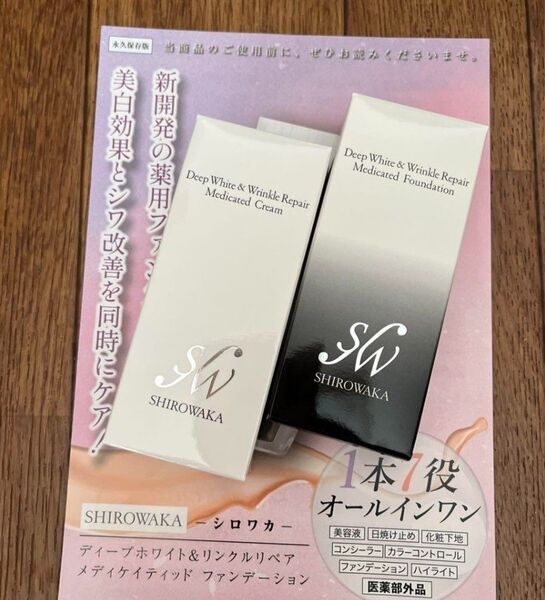 永久保存版 当商品のご使用前に、ぜひお読みくださいませ。
新開発の薬用ファン
美白効果とシワ改善を同時にケア!
Deep White & Wrinkle Repair
Medicated Cream
SW
SHIROWAKA
Deep White & Wrinkle Repair
Medicated Foundation
SW
SHIROWAKA
1本7役
オールインワン
美容液 日焼け止め 化粧下地
コンシーラー カラーコントロール
ファンデーション ハイライト
医薬部外品
SHIROWAKA −シロワカ−
ディープホワイト&リンクルリペア
メディケイティッド ファンデーション